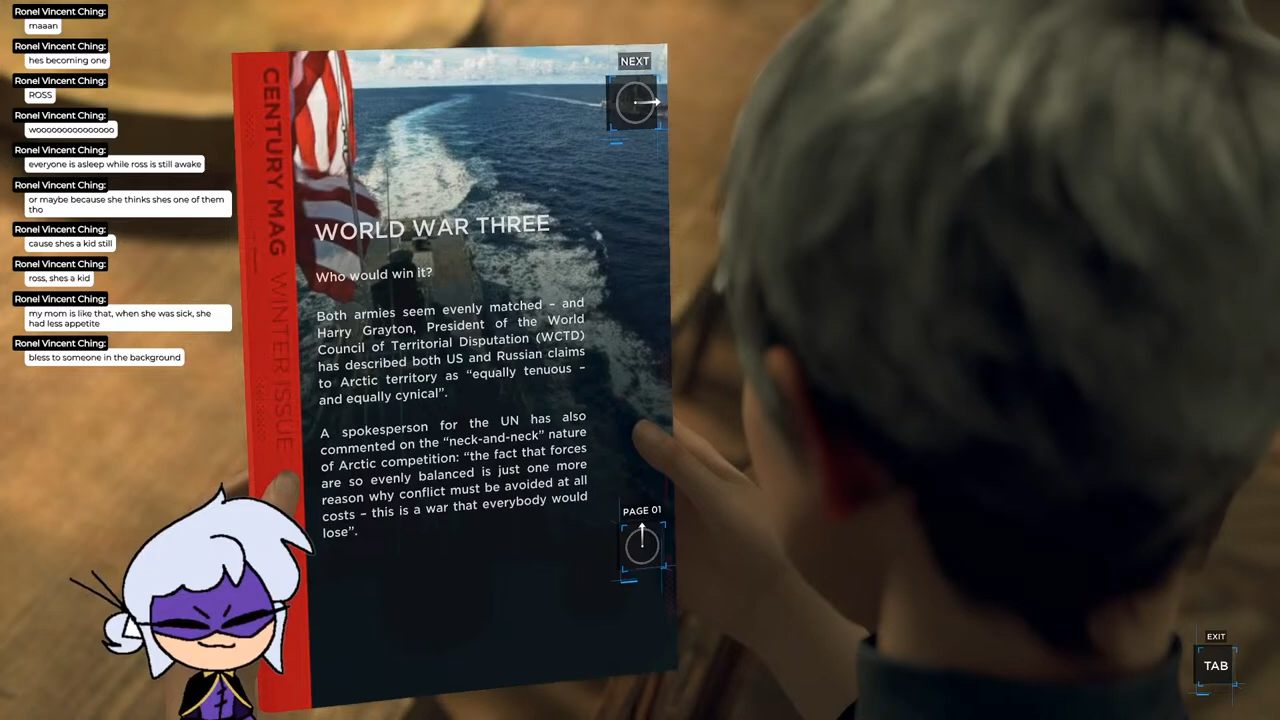 Ronel Vincent Ching:
maaan
Ronel Vincent Ching:
hes becoming one
Ronel Vincent Ching:
ROSS
Ronel Vincent Ching:
wooooooooooooooo
Ronel Vincent Ching:
everyone is asleep while ross is still awake
Ronel Vincent Ching:
or maybe because she thinks shes one of them
tho
Ronel Vincent Ching:
cause shes a kid still
Ronel Vincent Ching:
ross, shes a kid
Ronel Vincent Ching:
my mom is like that, when she was sick, she
had less appetite
Ronel Vincent Ching:
bless to someone in the background
CENTURY MAG WINTER ISSUE
NEXT
WORLD WAR THREE
Who would win it?
Both armies seem evenly matched – and
Harry Grayton, President of the World
Council of Territorial Disputation (WCTD)
has described both US and Russian claims
to Arctic territory as “equally tenuous –
and equally cynical”.
A spokesperson for the UN has also
commented on the “neck-and-neck” nature
of Arctic competition: “the fact that forces
are so evenly balanced is just one more
reason why conflict must be avoided at all
costs – this is a war that everybody would
lose”.
PAGE 01
EXIT
TAB